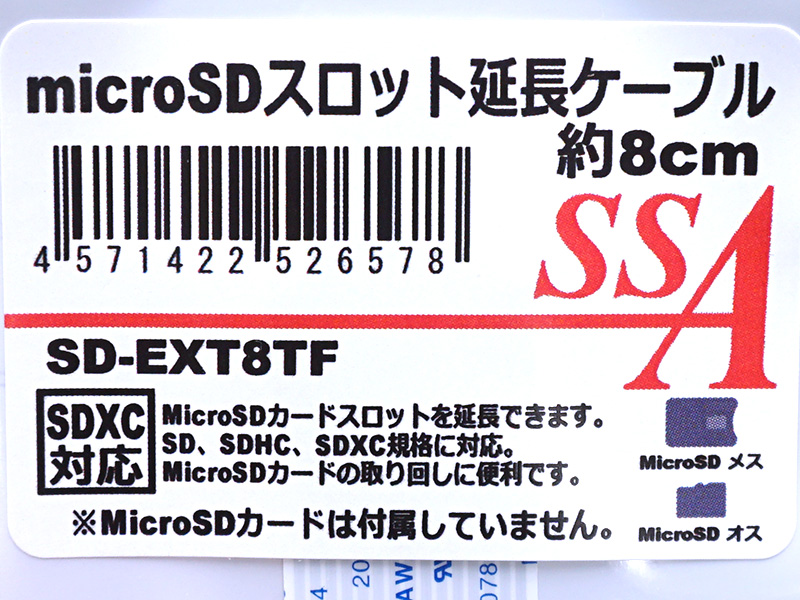 microSDスロット延長ケーブル
約8cm
4 571422 526578
SSA
SD-EXT8TF
SDXC
対応
MicroSDカードスロットを延長できます。
SD、SDHC、SDXC規格に対応。
MicroSDカードの取り回しに便利です。
MicroSD メス
MicroSD オス
※MicroSDカードは付属していません。
20
AW